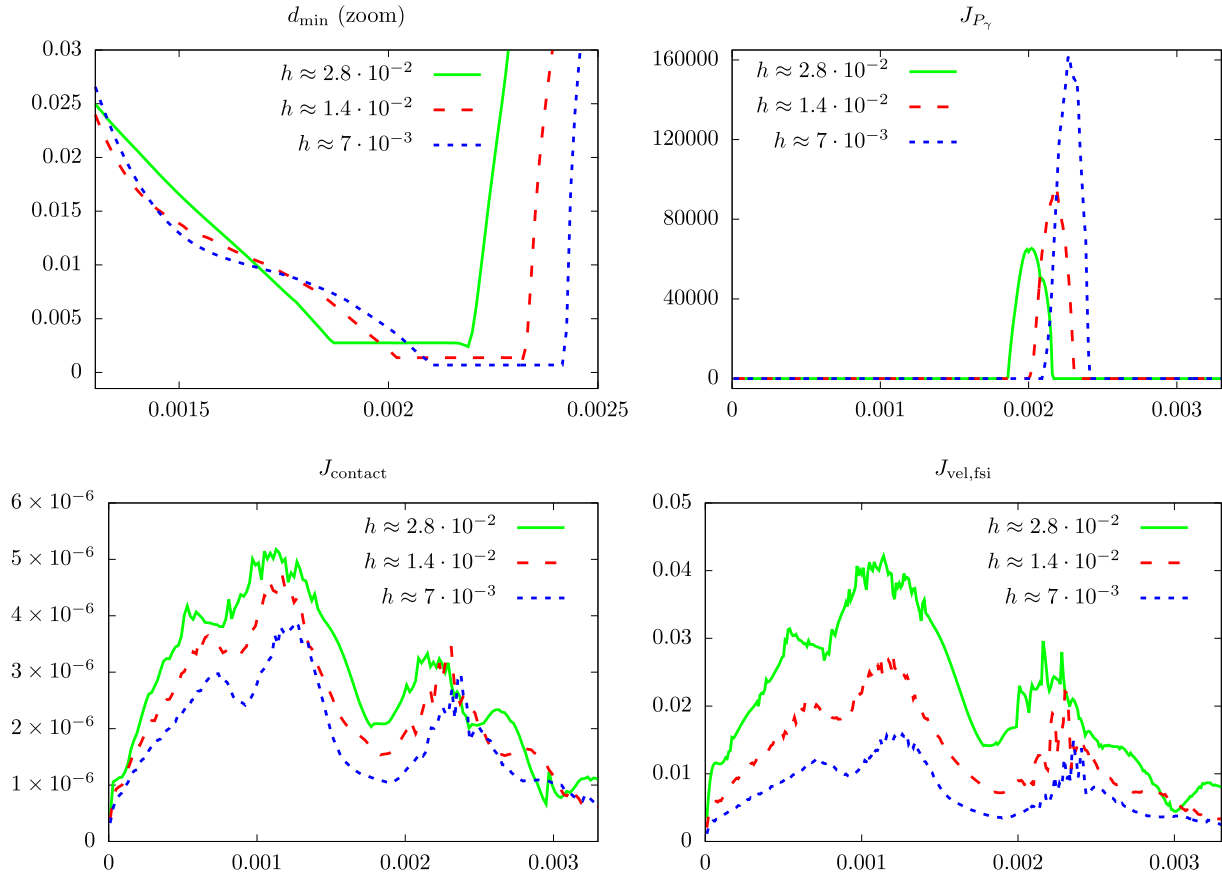 d_min (zoom)
0.03
0.025
0.02
0.015
0.01
0.005
0
0.0015
0.002
0.0025
h ≈ 2.8 · 10⁻²
h ≈ 1.4 · 10⁻²
h ≈ 7 · 10⁻³
J_{P_γ}
160000
120000
80000
40000
0
0
0.001
0.002
0.003
h ≈ 2.8 · 10⁻²
h ≈ 1.4 · 10⁻²
h ≈ 7 · 10⁻³
J_contact
6 × 10⁻⁶
5 × 10⁻⁶
4 × 10⁻⁶
3 × 10⁻⁶
2 × 10⁻⁶
1 × 10⁻⁶
0
0
0.001
0.002
0.003
h ≈ 2.8 · 10⁻²
h ≈ 1.4 · 10⁻²
h ≈ 7 · 10⁻³
J_vel,fsi
0.05
0.04
0.03
0.02
0.01
0
0
0.001
0.002
0.003
h ≈ 2.8 · 10⁻²
h ≈ 1.4 · 10⁻²
h ≈ 7 · 10⁻³